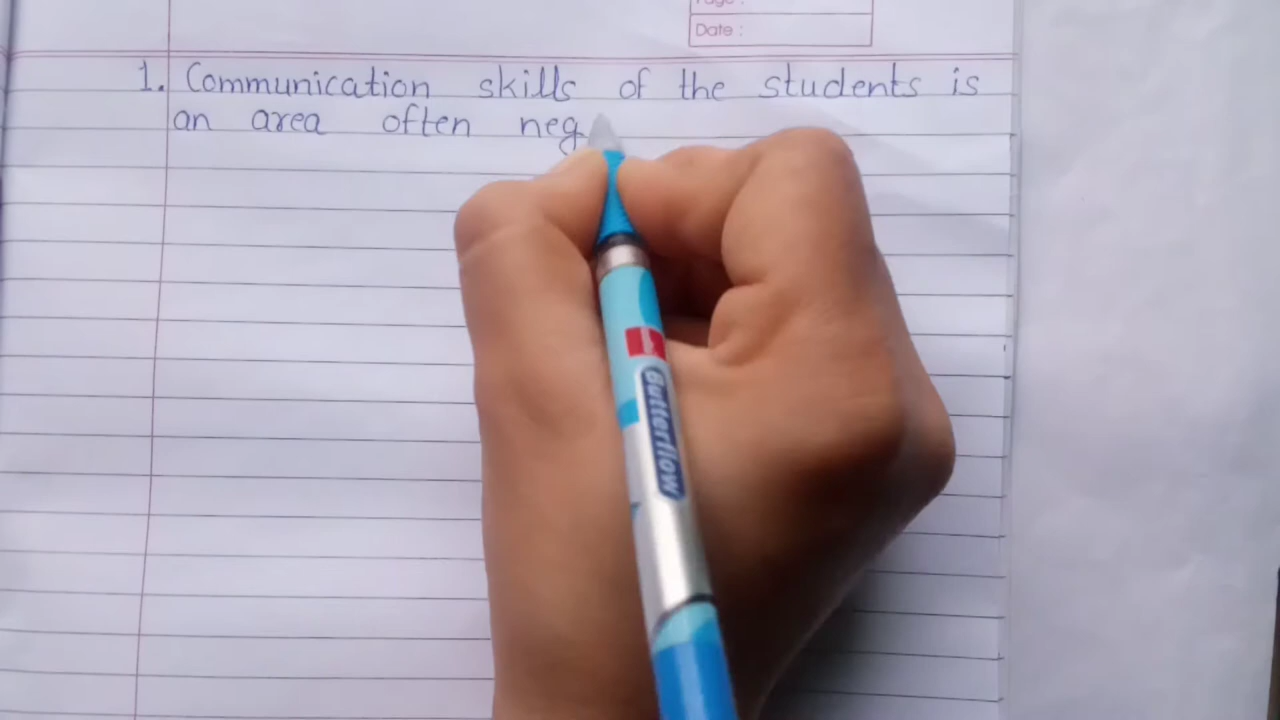 Date :
1. Communication skills of the students is
an area often neg
Butterflow